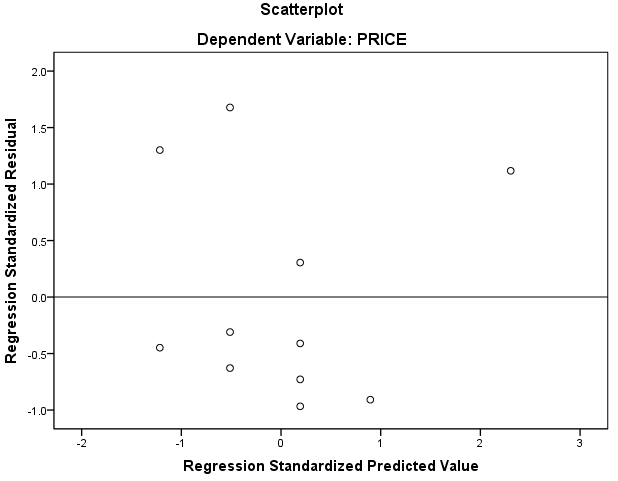 Scatterplot
Dependent Variable: PRICE
Regression Standardized Residual
2.0
1.5
1.0
0.5
0.0
-0.5
-1.0
-2 -1 0 1 2 3
Regression Standardized Predicted Value